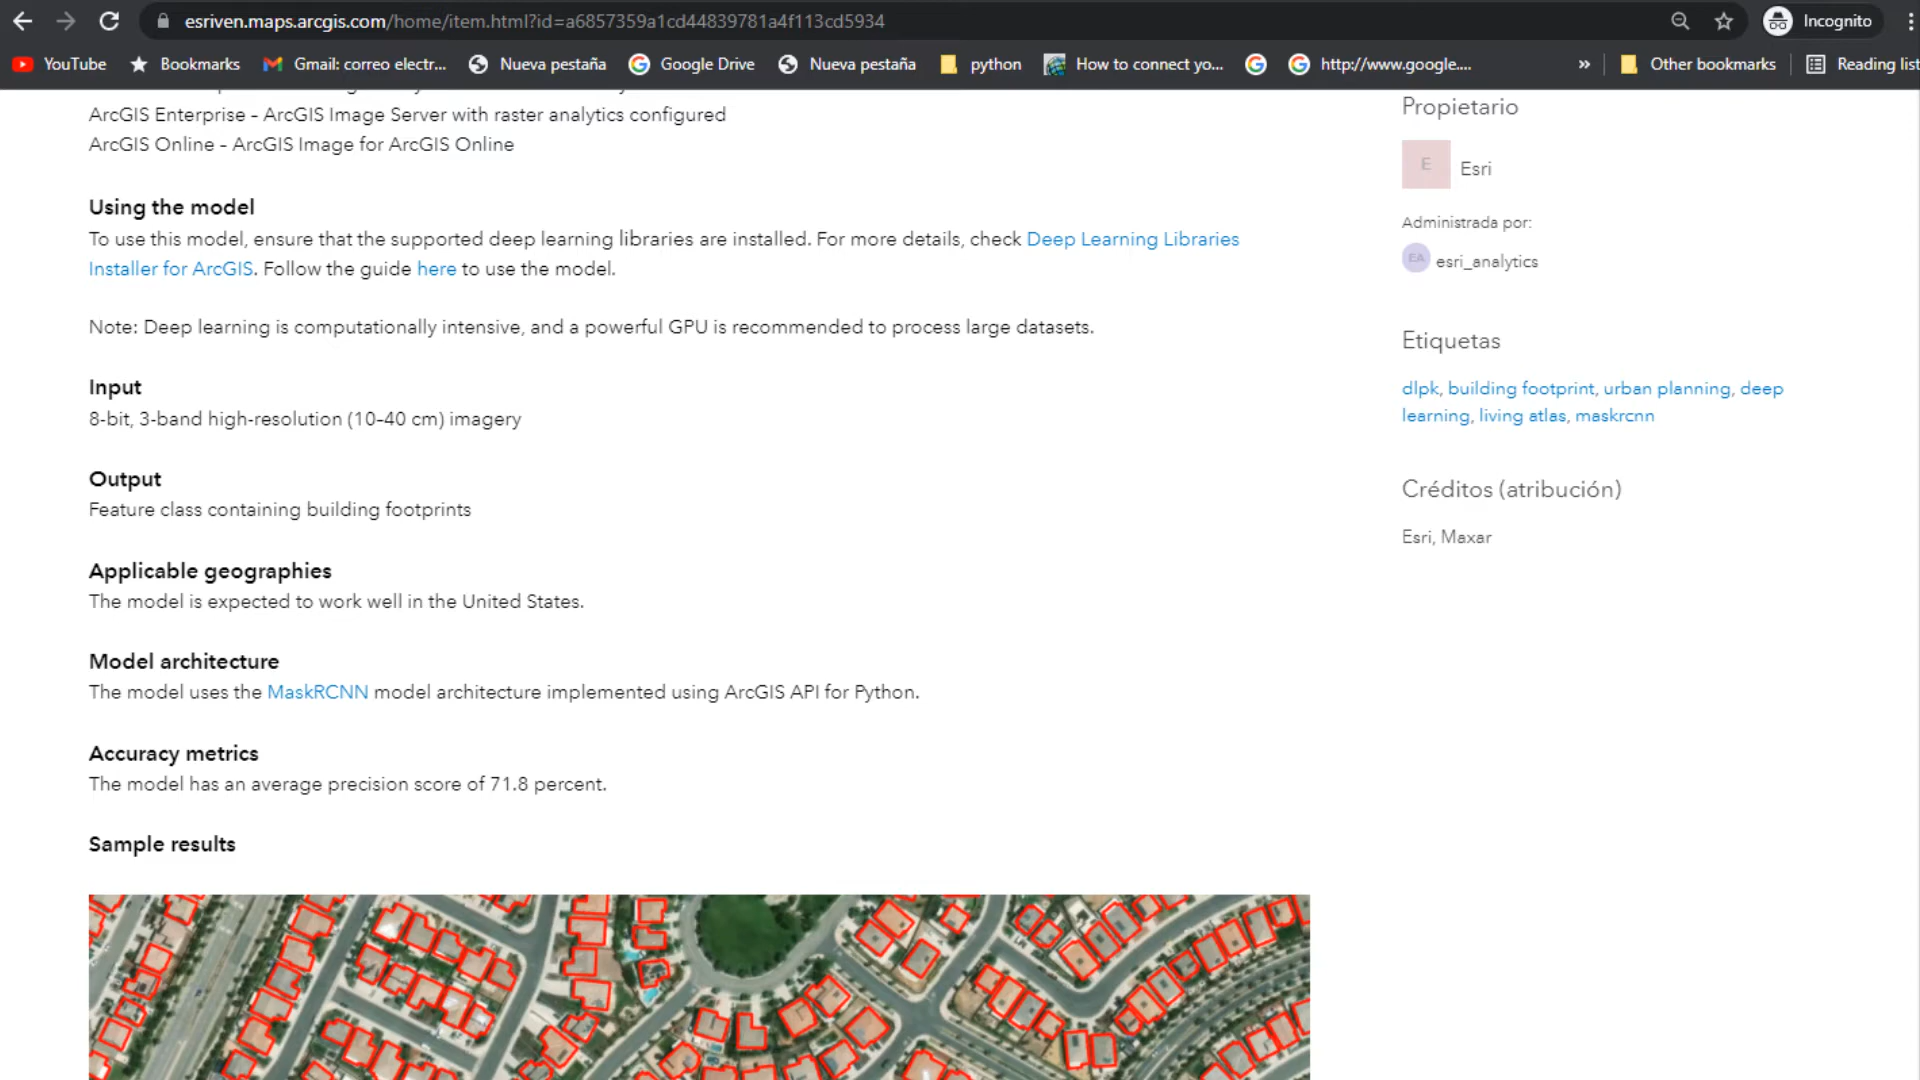 esriven.maps.arcgis.com/home/item.html?id=a6857359a1cd44839781a4f113cd5934
Incognito
YouTube
Bookmarks
Gmail: correo electr...
Nueva pestaña
Google Drive
Nueva pestaña
python
How to connect yo...
http://www.google....
»
Other bookmarks
Reading list
ArcGIS Enterprise – ArcGIS Image Server with raster analytics configured
ArcGIS Online – ArcGIS Image for ArcGIS Online
Using the model
To use this model, ensure that the supported deep learning libraries are installed. For more details, check Deep Learning Libraries
Installer for ArcGIS. Follow the guide here to use the model.
Note: Deep learning is computationally intensive, and a powerful GPU is recommended to process large datasets.
Input
8-bit, 3-band high-resolution (10–40 cm) imagery
Output
Feature class containing building footprints
Applicable geographies
The model is expected to work well in the United States.
Model architecture
The model uses the MaskRCNN model architecture implemented using ArcGIS API for Python.
Accuracy metrics
The model has an average precision score of 71.8 percent.
Sample results
Propietario
E
Esri
Administrada por:
EA
esri_analytics
Etiquetas
dlpk, building footprint, urban planning, deep
learning, living atlas, maskrcnn
Créditos (atribución)
Esri, Maxar